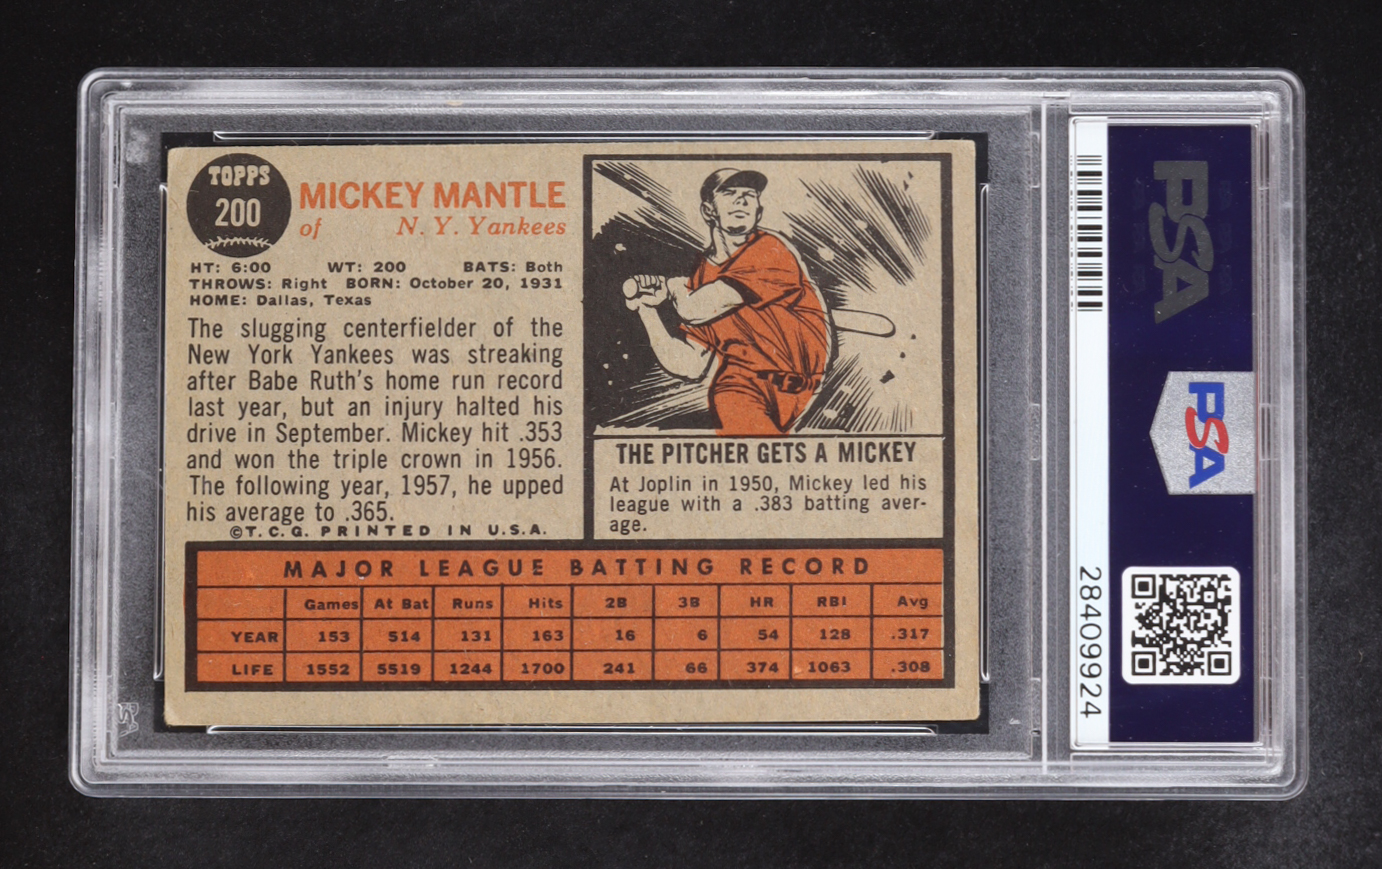 TOPPS
200
MICKEY MANTLE
of N. Y. Yankees
HT: 6:00 WT: 200 BATS: Both
THROWS: Right BORN: October 20, 1931
HOME: Dallas, Texas
The slugging centerfielder of the
New York Yankees was streaking
after Babe Ruth's home run record
last year, but an injury halted his
drive in September. Mickey hit .353
and won the triple crown in 1956.
The following year, 1957, he upped
his average to .365.
©T.C.G. PRINTED IN U.S.A.
THE PITCHER GETS A MICKEY
At Joplin in 1950, Mickey led his
league with a .383 batting aver-
age.
MAJOR LEAGUE BATTING RECORD
Games At Bat Runs Hits 2B 3B HR RBI Avg
YEAR 153 514 131 163 16 6 54 128 .317
LIFE 1552 5519 1244 1700 241 66 374 1063 .308
PSA
PSA
28409924
PSA